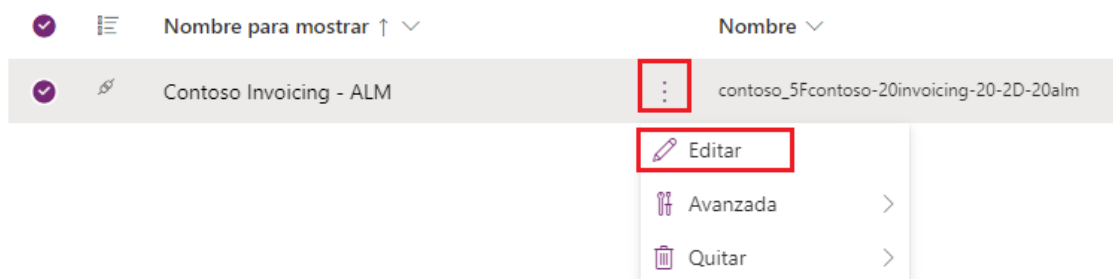 Nombre para mostrar ↑ Nombre
Contoso Invoicing - ALM contoso_5Fcontoso-20invoicing-20-2D-20alm
Editar
Avanzada
Quitar